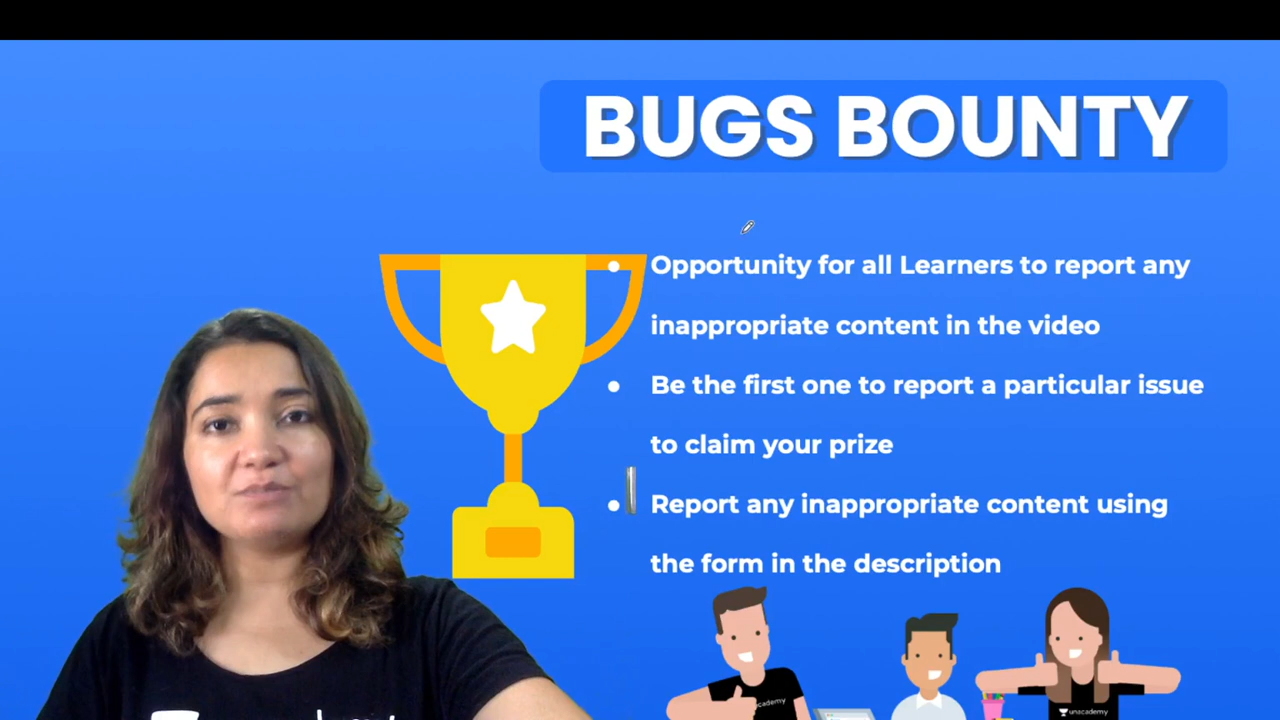 BUGS BOUNTY
• Opportunity for all Learners to report any
inappropriate content in the video
• Be the first one to report a particular issue
to claim your prize
• Report any inappropriate content using
the form in the description
unacademy